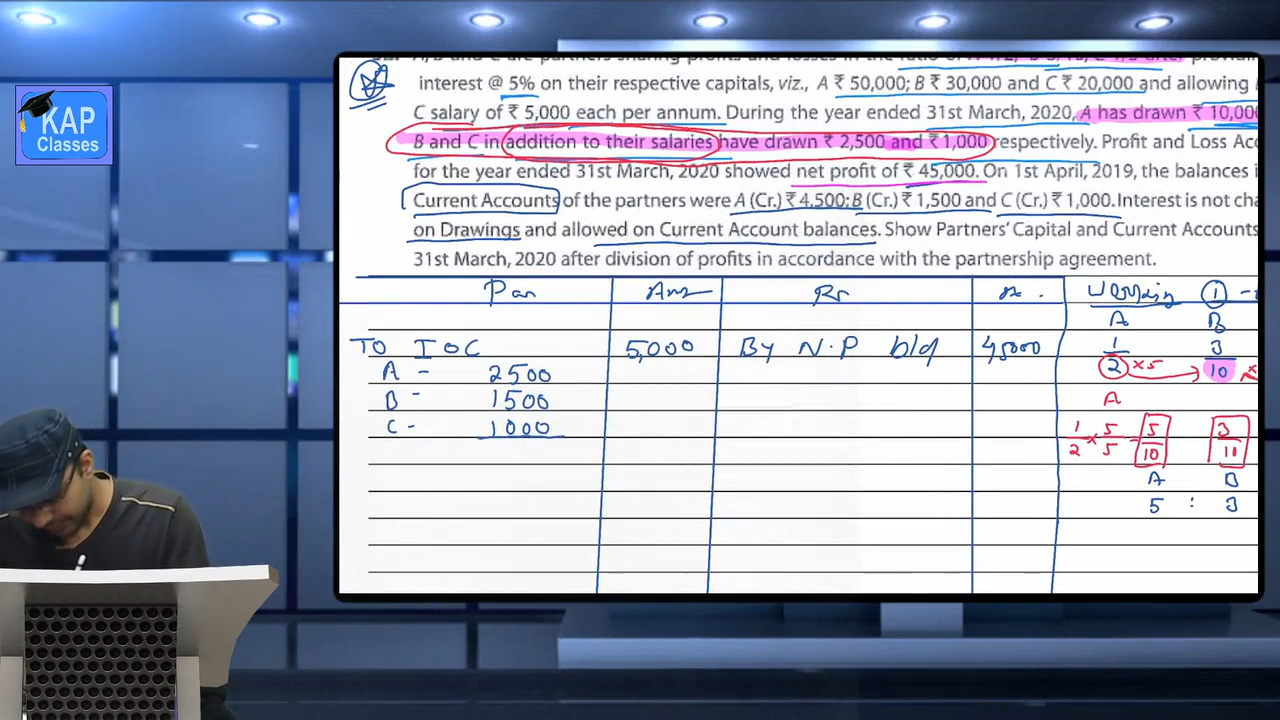 KAP
Classes
interest @ 5% on their respective capitals, viz., A ₹ 50,000; B ₹ 30,000 and C ₹ 20,000 and allowing
C salary of ₹ 5,000 each per annum. During the year ended 31st March, 2020, A has drawn ₹ 10,000
B and C in addition to their salaries have drawn ₹ 2,500 and ₹ 1,000 respectively. Profit and Loss Acc
for the year ended 31st March, 2020 showed net profit of ₹ 45,000. On 1st April, 2019, the balances i
Current Accounts of the partners were A (Cr.) ₹ 4,500; B (Cr.) ₹ 1,500 and C (Cr.) ₹ 1,000. Interest is not cha
on Drawings and allowed on Current Account balances. Show Partners' Capital and Current Accounts
31st March, 2020 after division of profits in accordance with the partnership agreement.
Par Amt Pr A. Working 1
A B
TO IOC 5,000 By N.P b/d 45000 1/2 3/10
A - 2500 ×5
B - 1500 A
C - 1000 1/2 × 5/5 = 5/10 3/10
A B
5 : 3